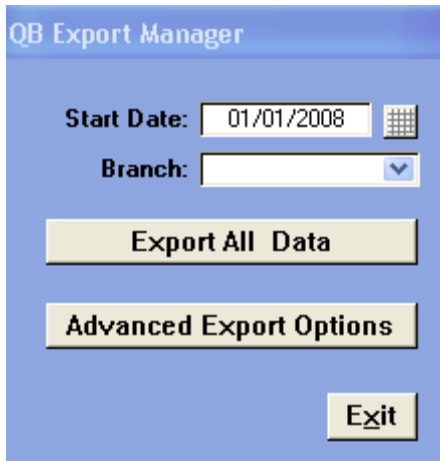 QB Export Manager
Start Date: 01/01/2008
Branch:
Export All Data
Advanced Export Options
Exit